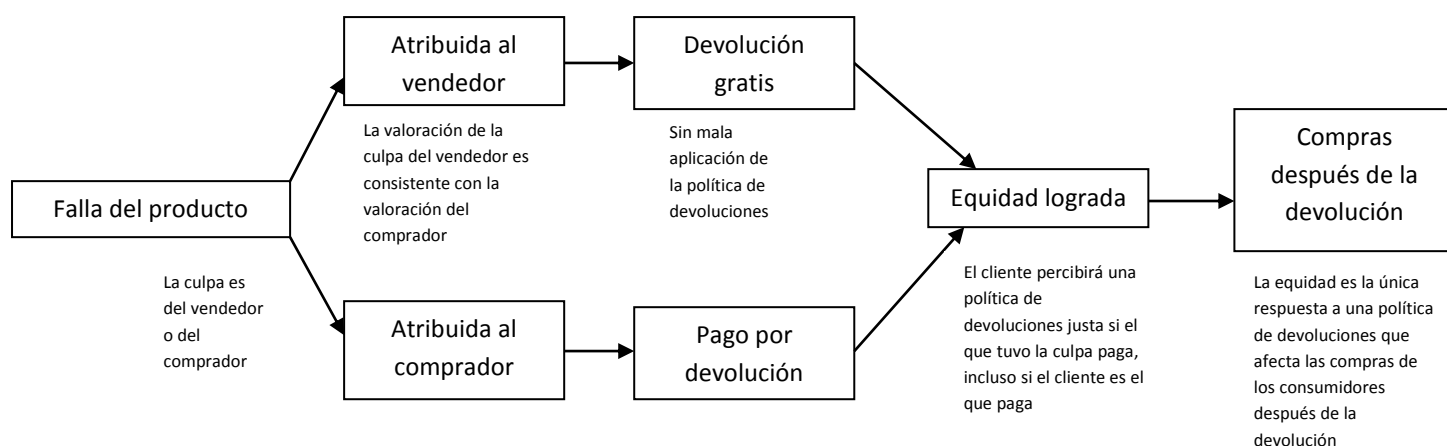 Falla del producto
La culpa es
del vendedor
o del
comprador
Atribuida al
vendedor
La valoración de la
culpa del vendedor es
consistente con la
valoración del
comprador
Atribuida al
comprador
Devolución
gratis
Sin mala
aplicación de
la política de
devoluciones
Pago por
devolución
Equidad lograda
El cliente percibirá una
política de
devoluciones justa si el
que tuvo la culpa paga,
incluso si el cliente es el
que paga
Compras
después de la
devolución
La equidad es la única
respuesta a una política
de devoluciones que
afecta las compras de
los consumidores
después de la
devolución